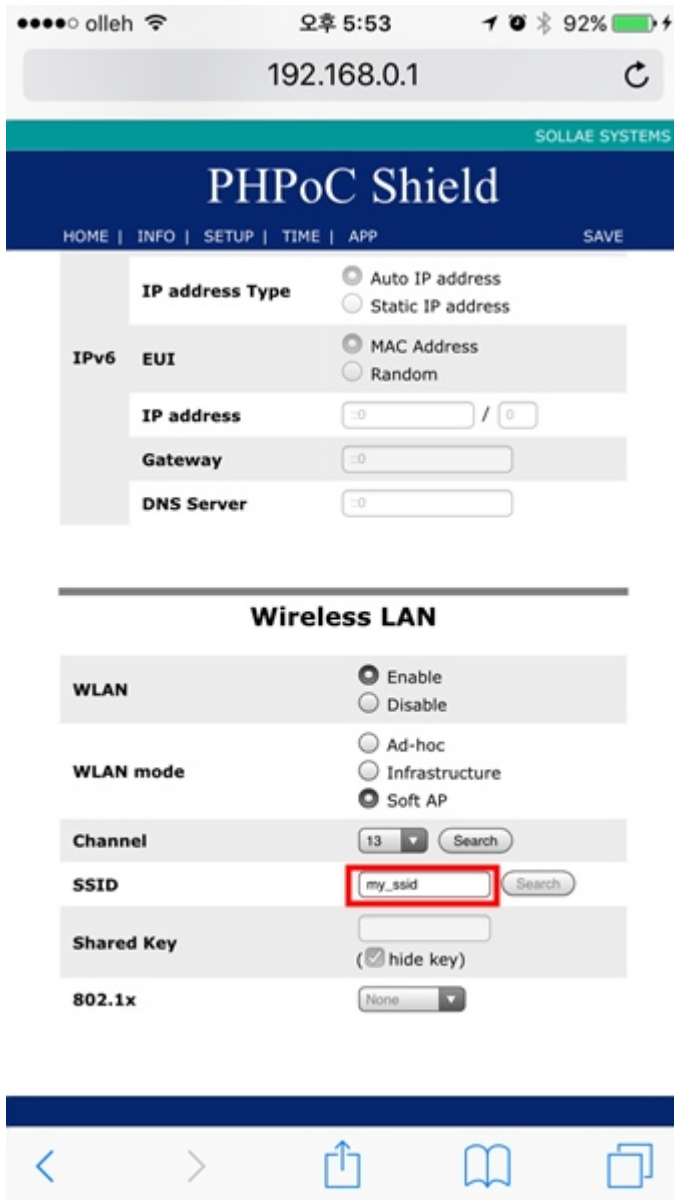 olleh 오후 5:53 92%
192.168.0.1
SOLLAE SYSTEMS
PHPoC Shield
HOME | INFO | SETUP | TIME | APP SAVE
IP address Type Auto IP address
Static IP address
IPv6 EUI MAC Address
Random
IP address ::0 / 0
Gateway ::0
DNS Server ::0
Wireless LAN
WLAN Enable
Disable
WLAN mode Ad-hoc
Infrastructure
Soft AP
Channel 13 Search
SSID my_ssid Search
Shared Key
(hide key)
802.1x None